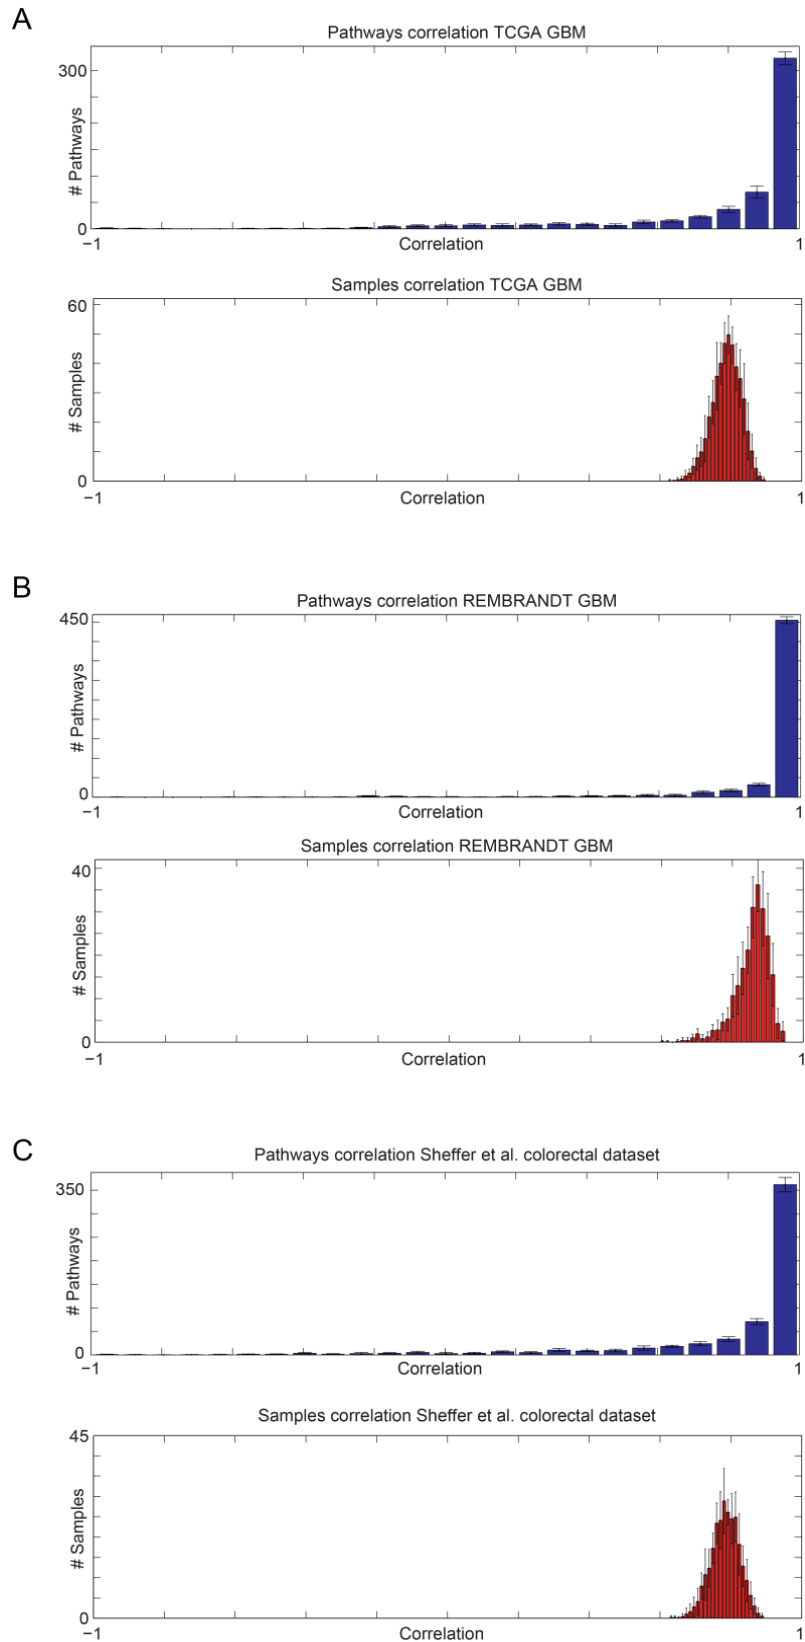 A
Pathways correlation TCGA GBM
300
# Pathways
0
−1
Correlation
1
Samples correlation TCGA GBM
60
# Samples
0
−1
Correlation
1
B
Pathways correlation REMBRANDT GBM
450
# Pathways
0
−1
Correlation
1
Samples correlation REMBRANDT GBM
40
# Samples
0
−1
Correlation
1
C
Pathways correlation Sheffer et al. colorectal dataset
350
# Pathways
0
−1
Correlation
1
Samples correlation Sheffer et al. colorectal dataset
45
# Samples
0
−1
Correlation
1